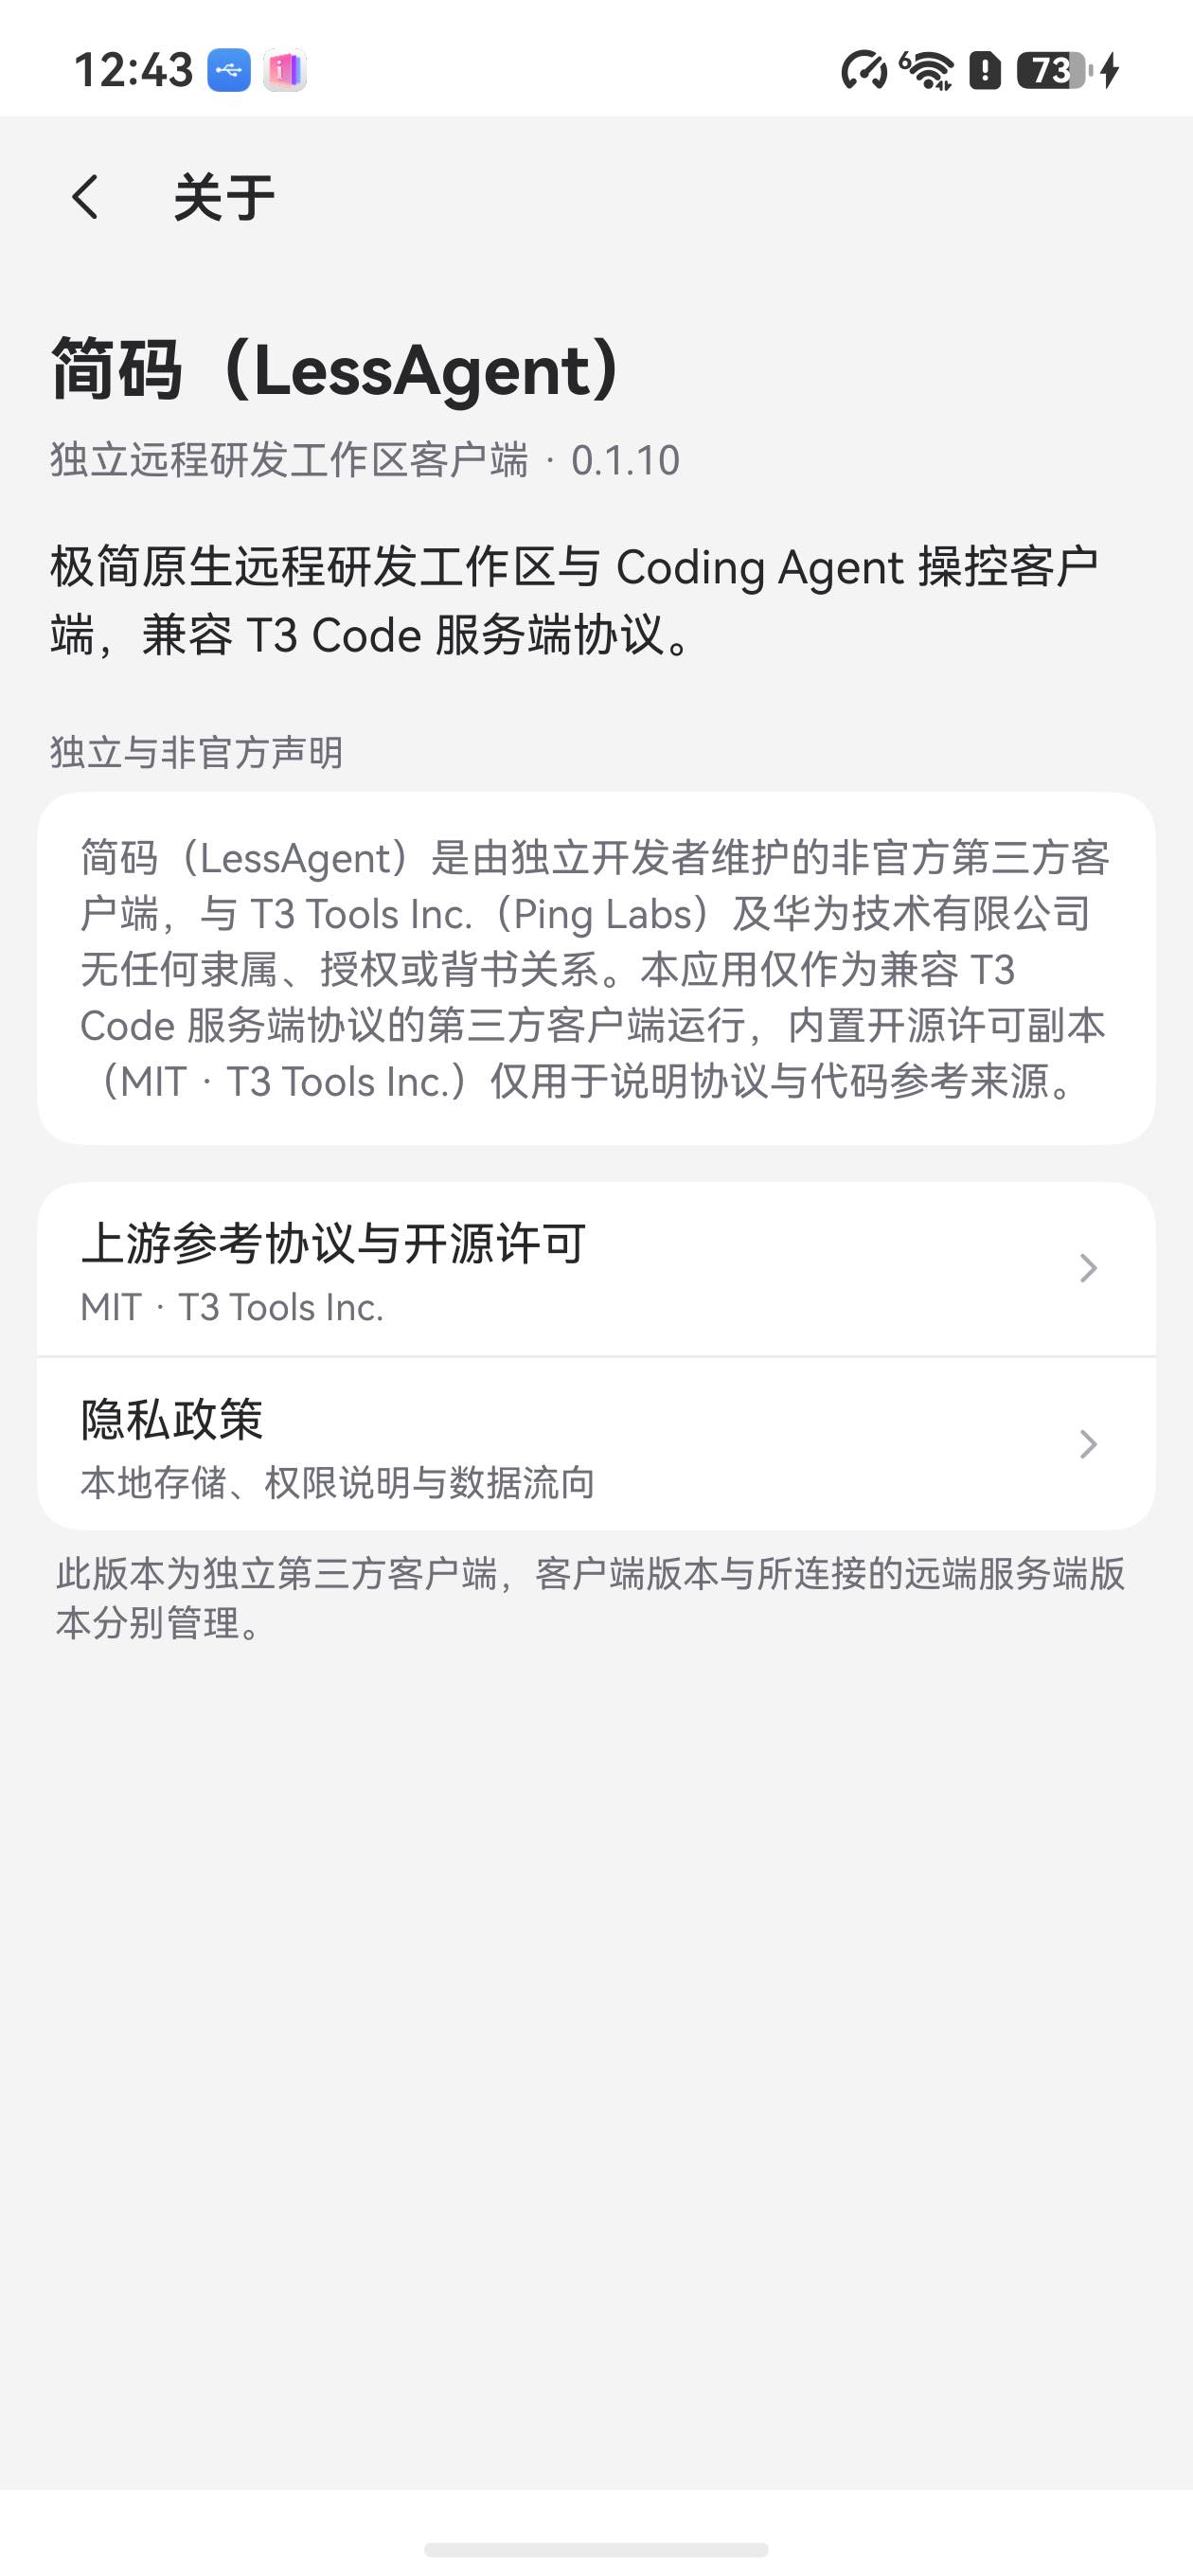 12:43
6
73
关于
简码（LessAgent）
独立远程研发工作区客户端 · 0.1.10
极简原生远程研发工作区与 Coding Agent 操控客户
端，兼容 T3 Code 服务端协议。
独立与非官方声明
简码（LessAgent）是由独立开发者维护的非官方第三方客
户端，与 T3 Tools Inc.（Ping Labs）及华为技术有限公司
无任何隶属、授权或背书关系。本应用仅作为兼容 T3
Code 服务端协议的第三方客户端运行，内置开源许可副本
（MIT · T3 Tools Inc.）仅用于说明协议与代码参考来源。
上游参考协议与开源许可
MIT · T3 Tools Inc.
隐私政策
本地存储、权限说明与数据流向
此版本为独立第三方客户端，客户端版本与所连接的远端服务端版
本分别管理。